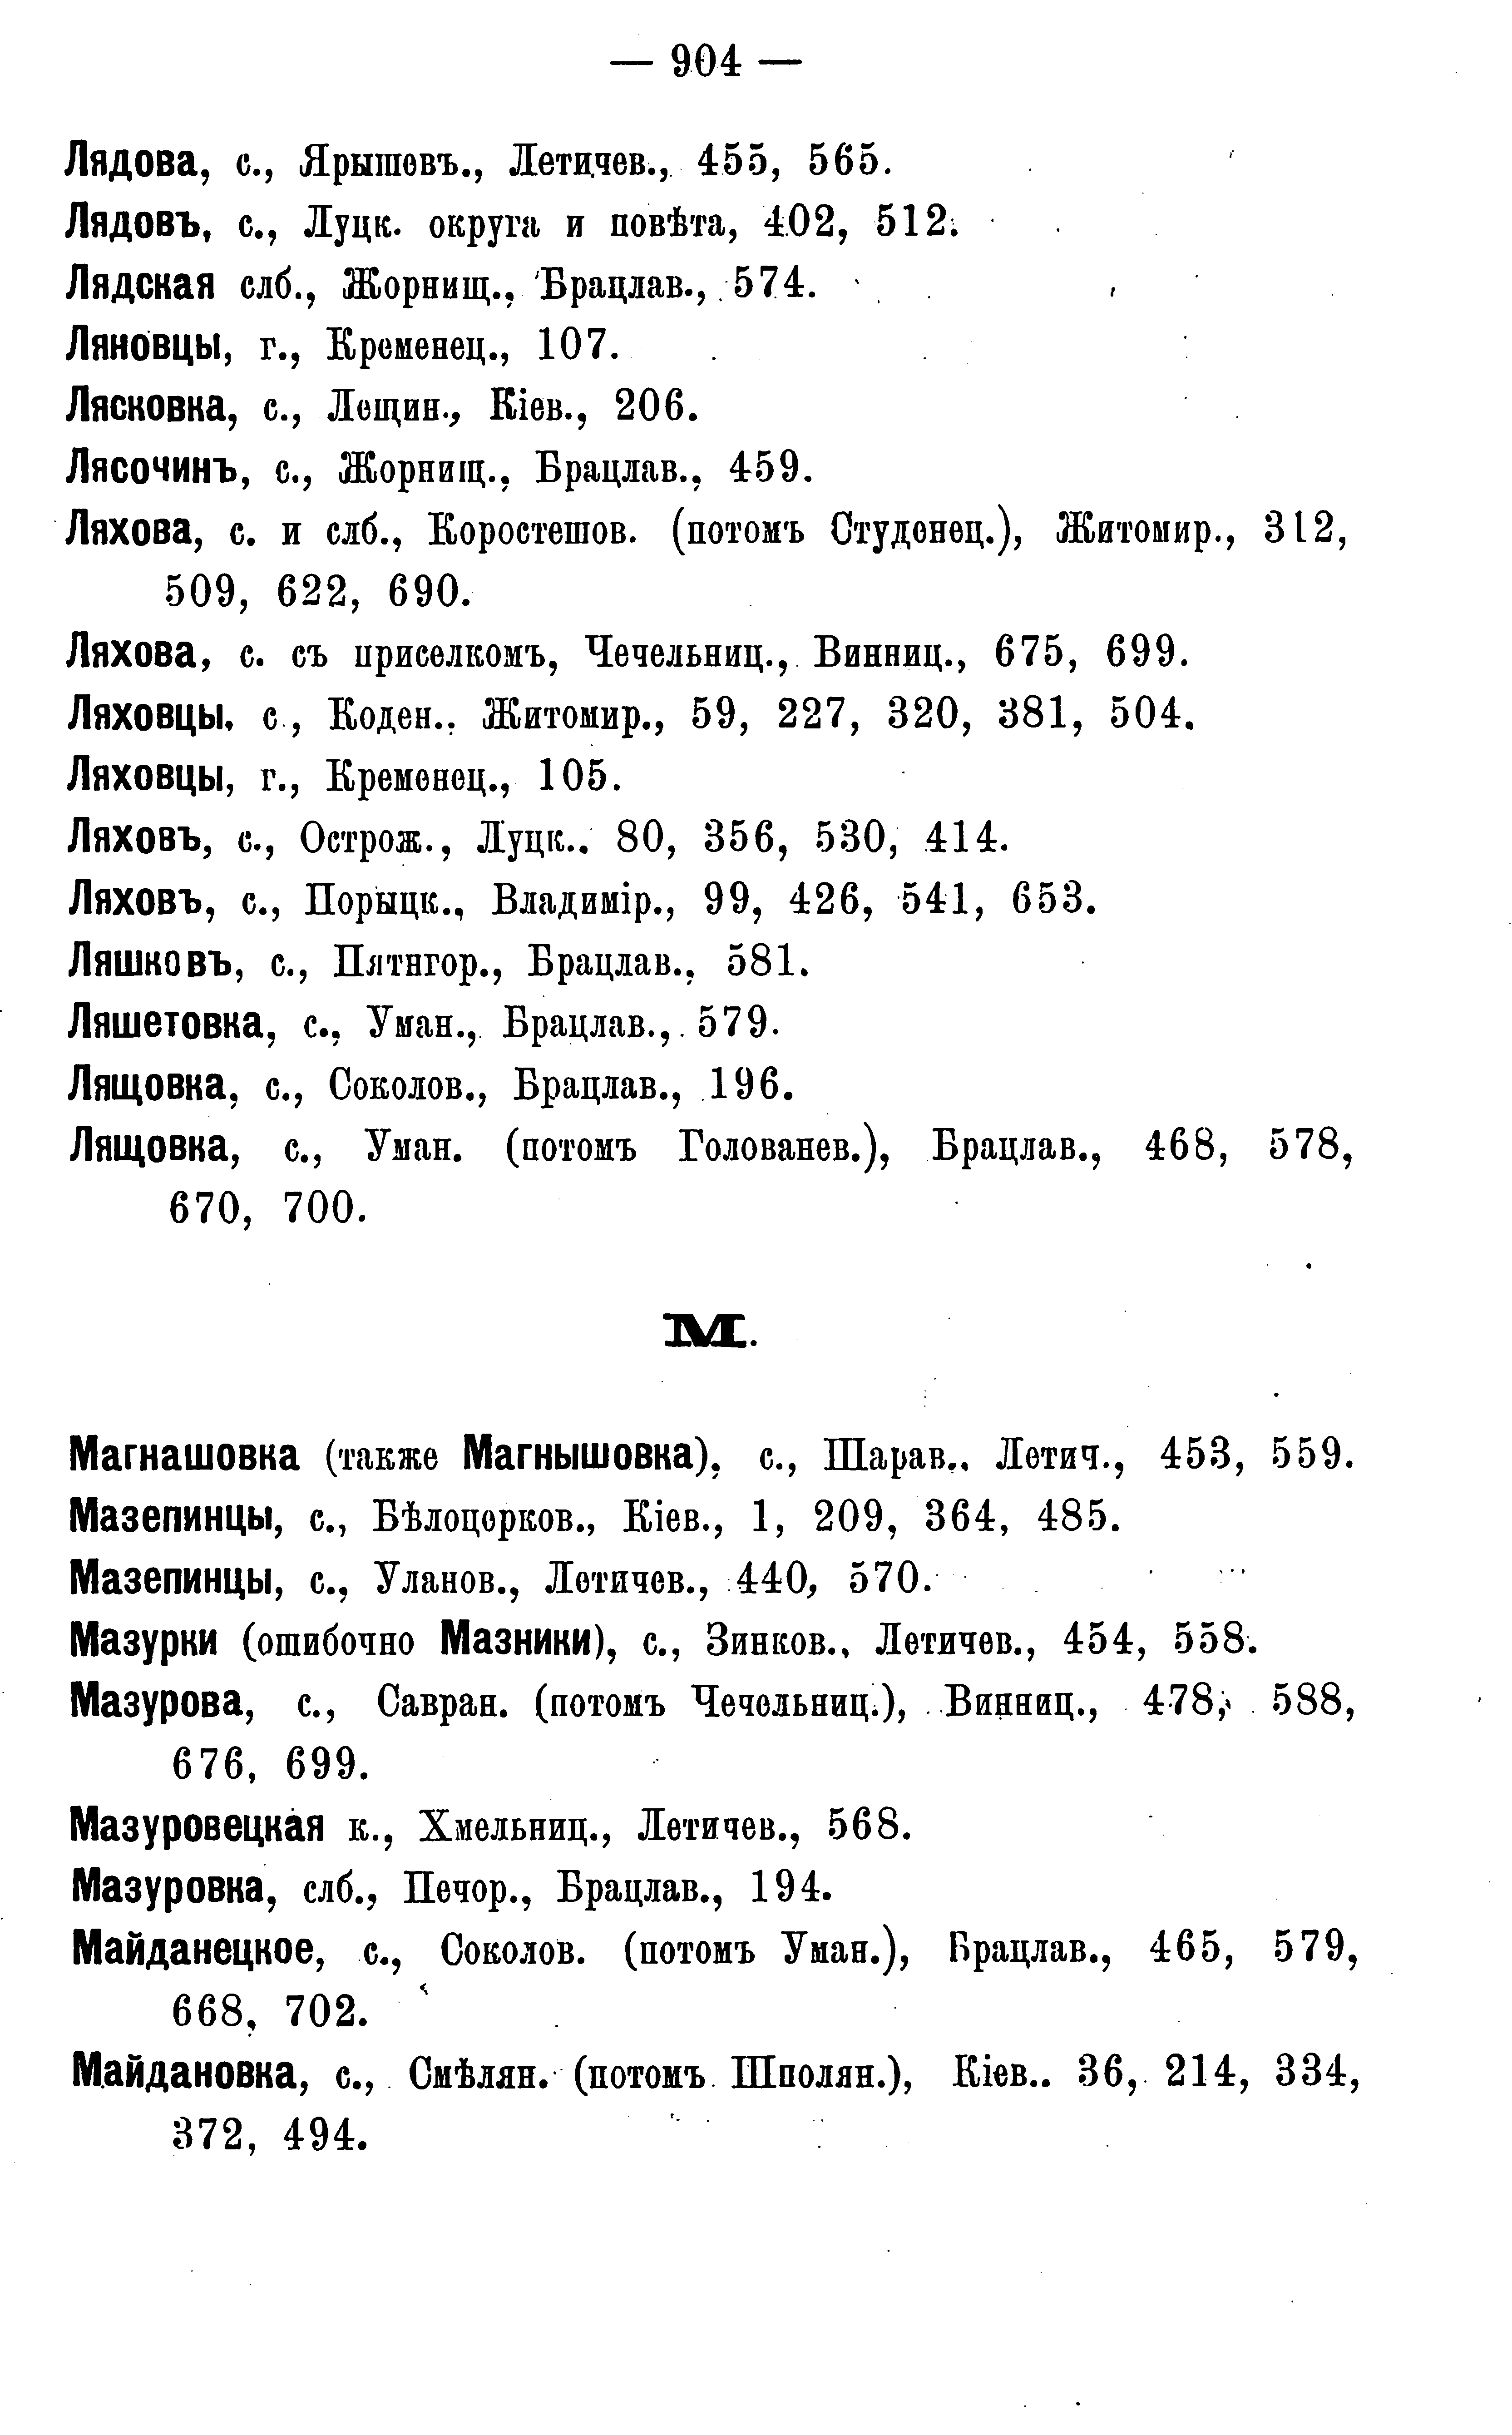 — 904 —
Лядова, с., Ярышевъ., Летичев., 455, 565.
Лядовъ, с., Луцк. округа и повѣта, 402, 512.
Лядская слб., Жорнищ., Брацлав., 574.
Ляновцы, г., Кременец., 107.
Лясковка, с., Лещин., Кіев., 206.
Лясочинъ, с., Жорнищ., Брацлав., 459.
Ляхова, с. и слб., Коростешов. (потомъ Студенец.), Житомир., 312,
509, 622, 690.
Ляхова, с. съ приселкомъ, Чечельниц., Винниц., 675, 699.
Ляховцы, с., Коден., Житомир., 59, 227, 320, 381, 504.
Ляховцы, г., Кременец., 105.
Ляховъ, с., Острож., Луцк.. 80, 356, 530, 414.
Ляховъ, с., Порыцк., Владимір., 99, 426, 541, 653.
Ляшковъ, с., Пятигор., Брацлав., 581.
Ляшетовка, с., Уман., Брацлав., 579.
Лящовка, с., Соколов., Брацлав., 196.
Лящовка, с., Уман. (потомъ Голованев.), Брацлав., 468, 578,
670, 700.
М.
Магнашовка (также Магнышовка), с., Шарав., Летич., 453, 559.
Мазепинцы, с., Бѣлоцерков., Кіев., 1, 209, 364, 485.
Мазепинцы, с., Уланов., Летичев., 440, 570.
Мазурки (ошибочно Мазники), с., Зинков., Летичев., 454, 558.
Мазурова, с., Савран. (потомъ Чечельниц.), Винниц., 478, 588,
676, 699.
Мазуровецкая к., Хмельниц., Летичев., 568.
Мазуровка, слб., Печор., Брацлав., 194.
Майданецкое, с., Соколов. (потомъ Уман.), Брацлав., 465, 579,
668, 702.
Майдановка, с., Смѣлян. (потомъ Шполян.), Кіев.. 36, 214, 334,
372, 494.